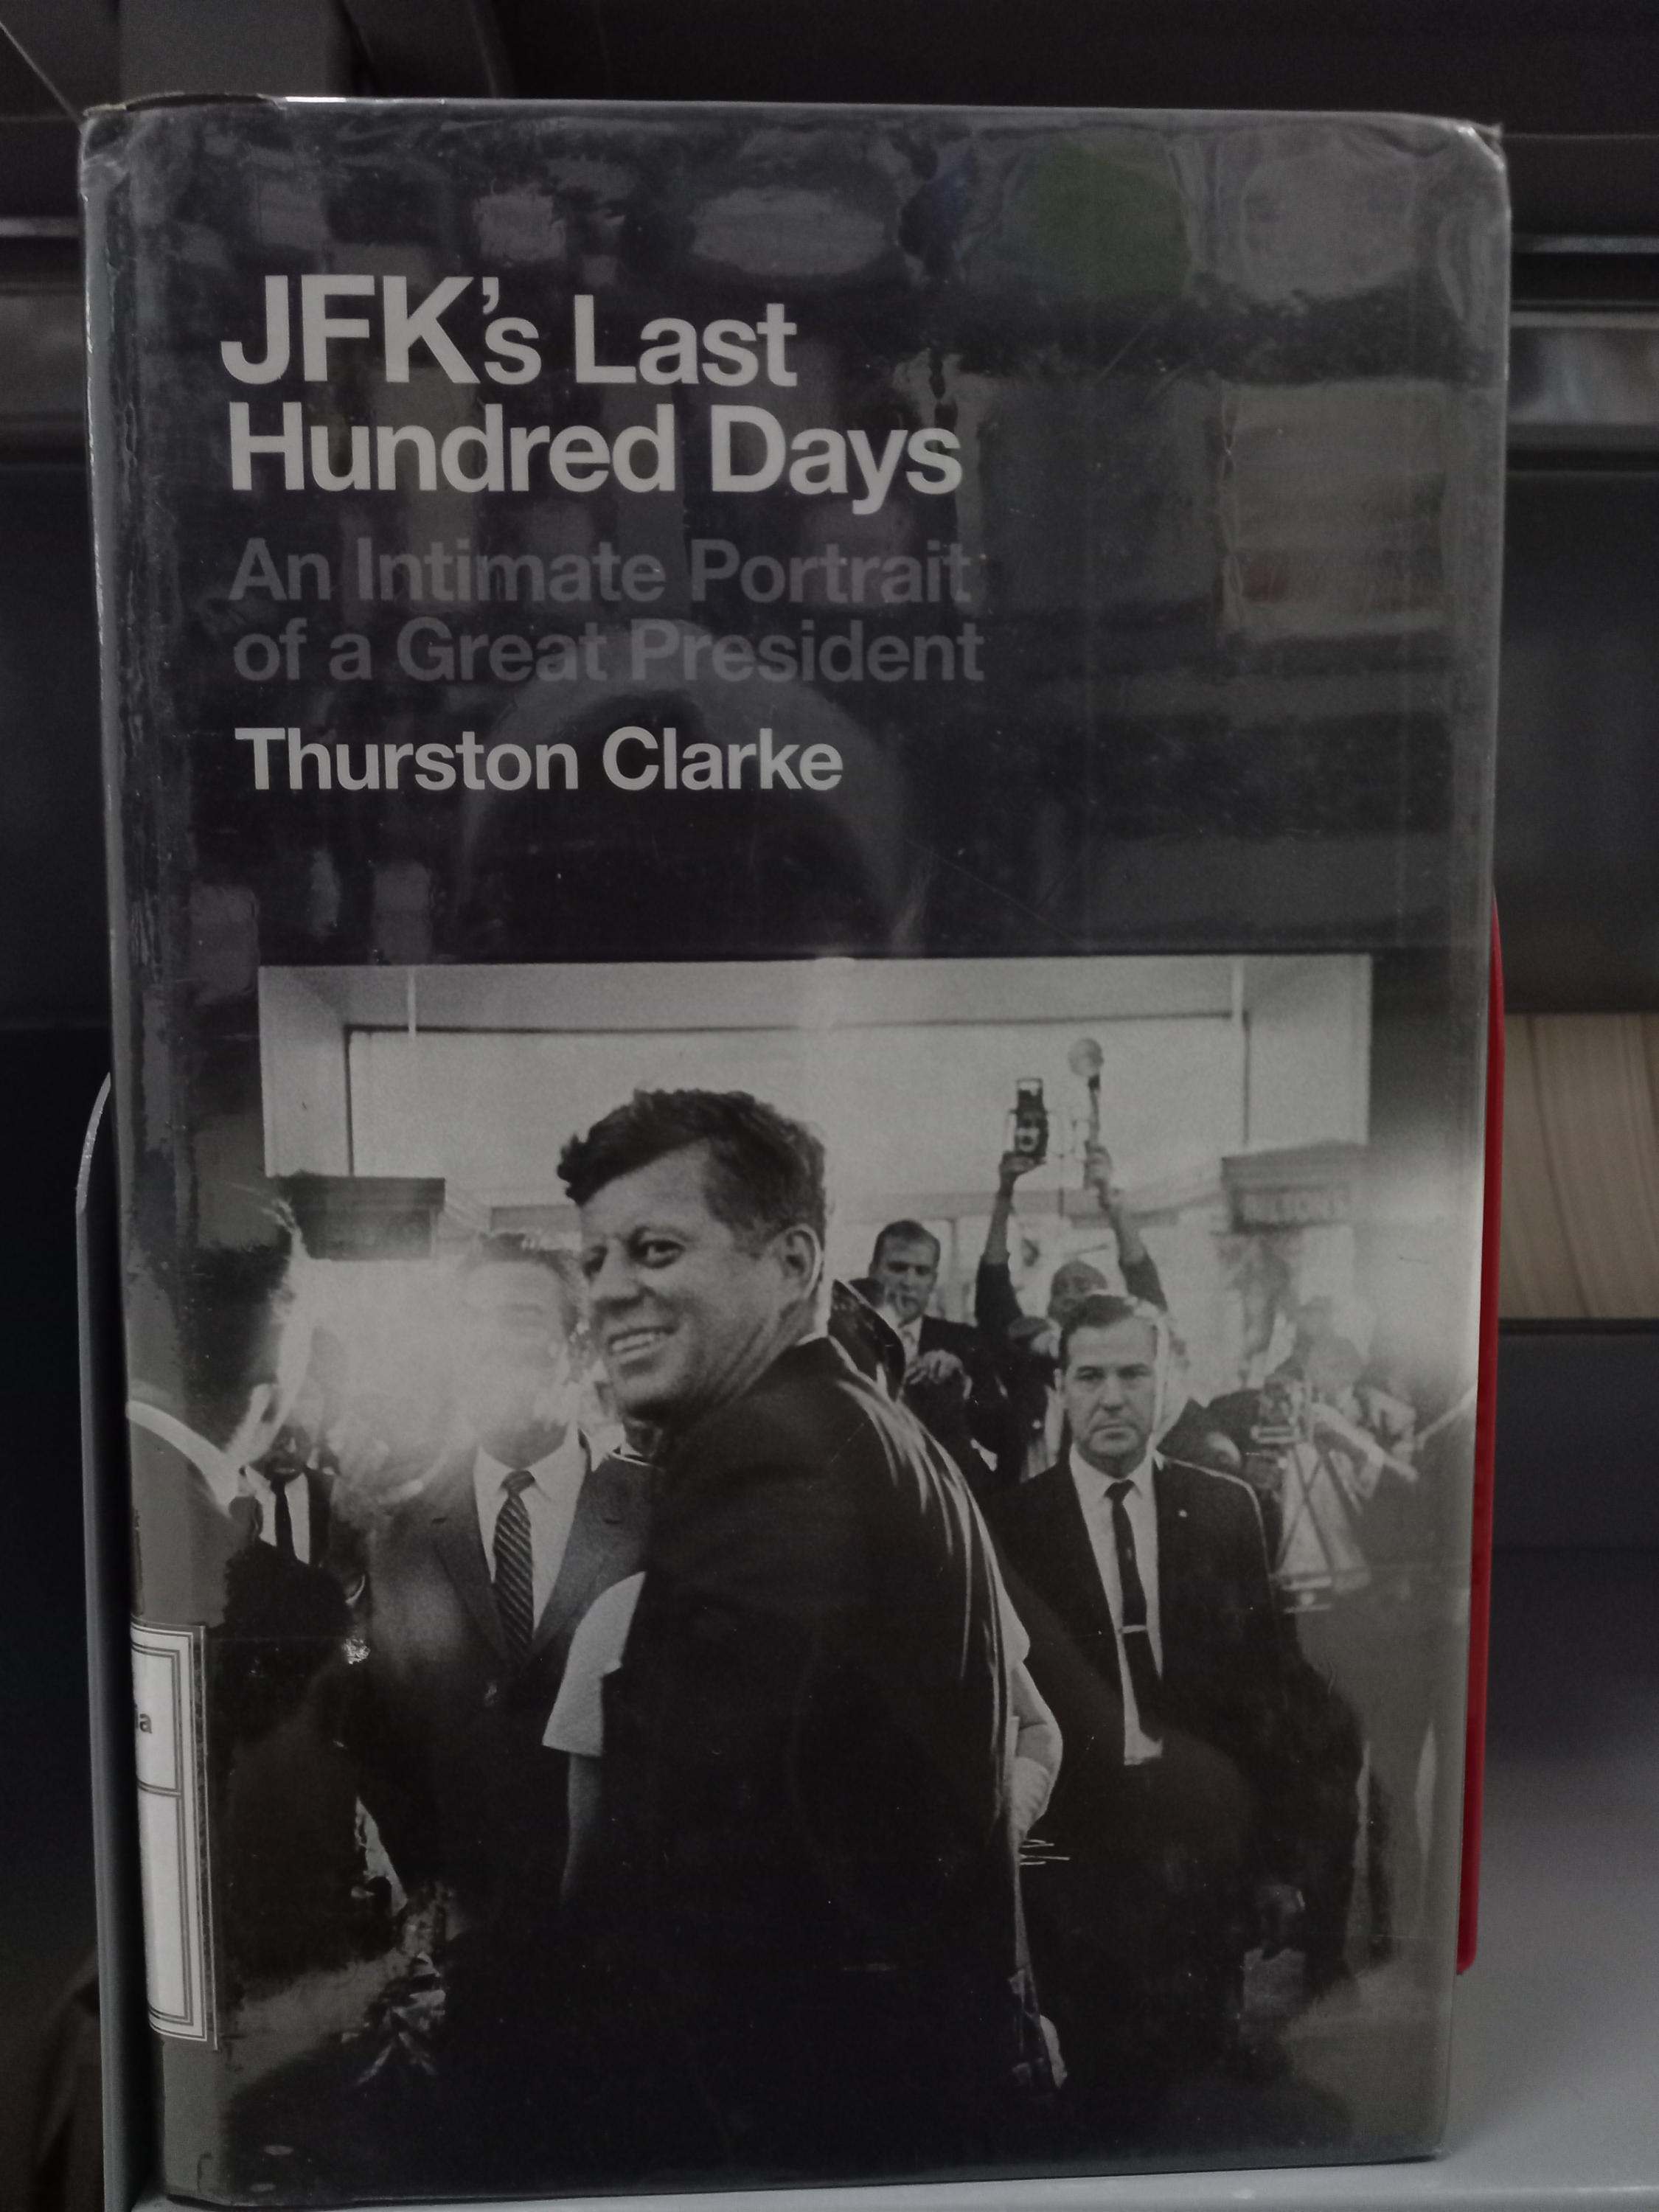 JFK's Last
Hundred Days
An Intimate Portrait
of a Great President
Thurston Clarke